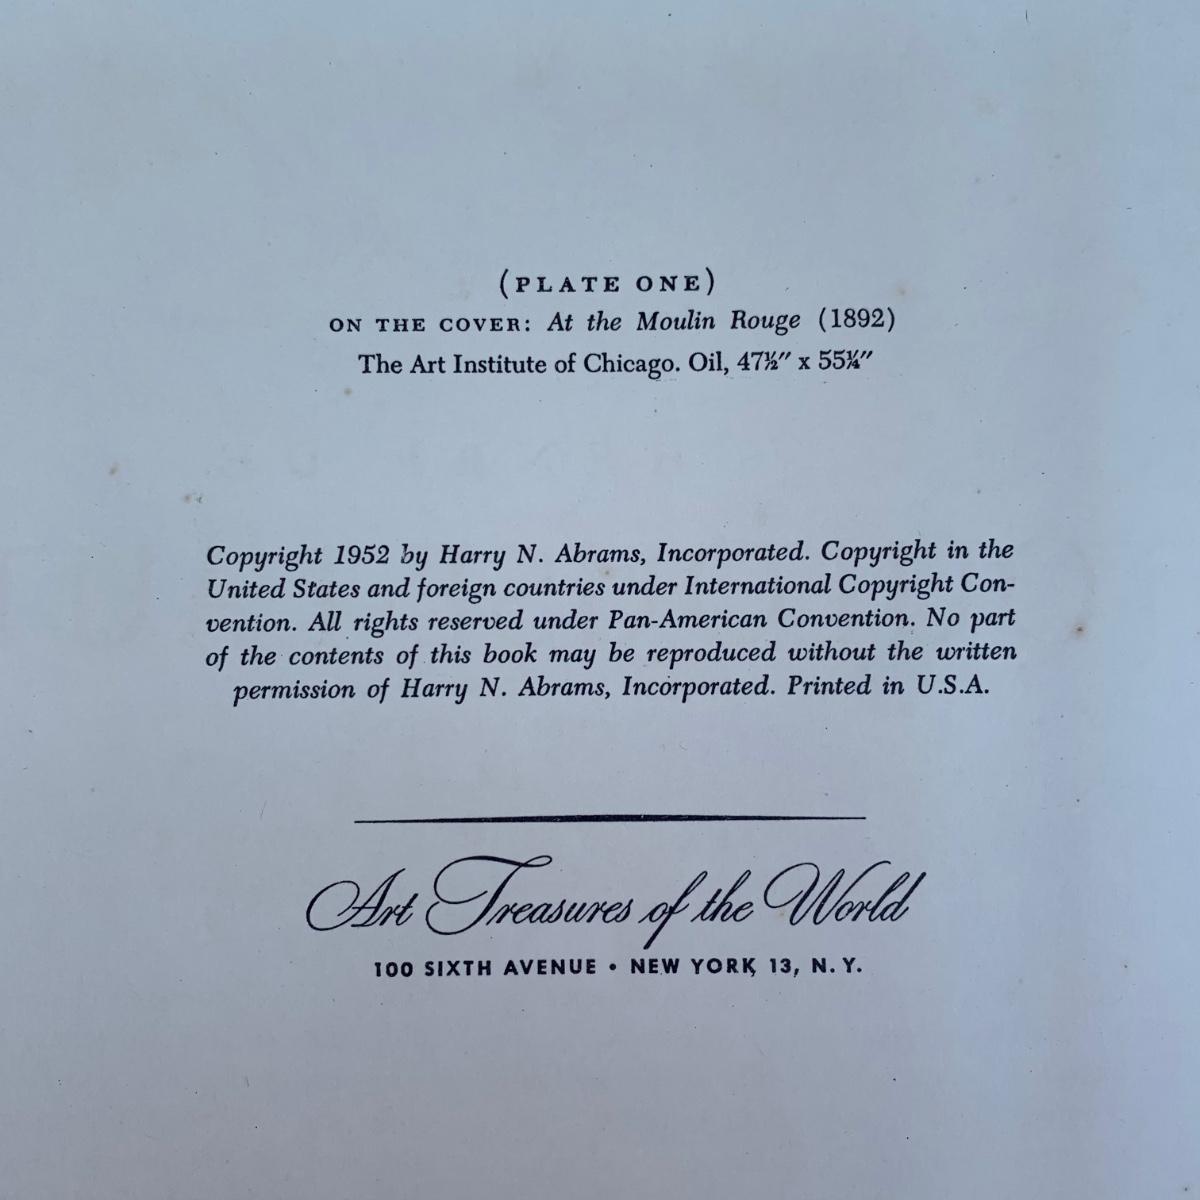 (PLATE ONE)
ON THE COVER: At the Moulin Rouge (1892)
The Art Institute of Chicago. Oil, 47½″ x 55¼″
Copyright 1952 by Harry N. Abrams, Incorporated. Copyright in the
United States and foreign countries under International Copyright Con-
vention. All rights reserved under Pan-American Convention. No part
of the contents of this book may be reproduced without the written
permission of Harry N. Abrams, Incorporated. Printed in U.S.A.
Art Treasures of the World
100 SIXTH AVENUE • NEW YORK 13, N. Y.